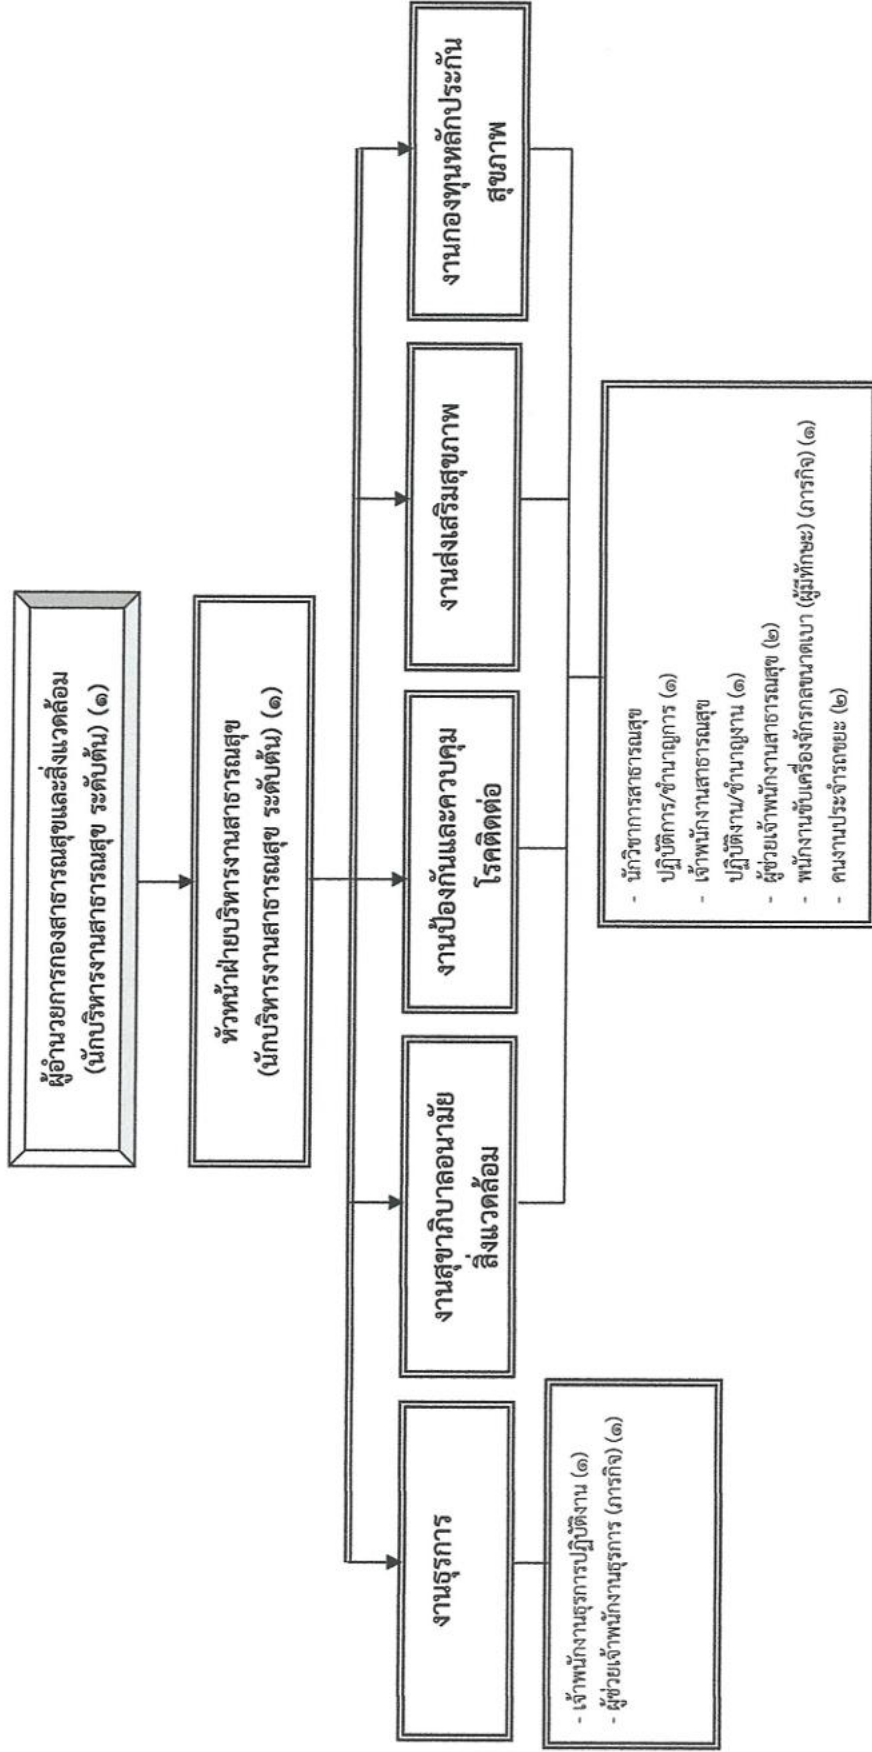 ผู้อำนวยการกองสาธารณสุขและสิ่งแวดล้อม
(นักบริหารงานสาธารณสุข ระดับต้น) (๑)
หัวหน้าฝ่ายบริหารงานสาธารณสุข
(นักบริหารงานสาธารณสุข ระดับต้น) (๑)
งานธุรการ
งานสุขาภิบาลอนามัย
สิ่งแวดล้อม
งานป้องกันและควบคุม
โรคติดต่อ
งานส่งเสริมสุขภาพ
งานกองทุนหลักประกัน
สุขภาพ
- เจ้าพนักงานธุรการปฏิบัติงาน (๑)
- ผู้ช่วยเจ้าพนักงานธุรการ (ภารกิจ) (๑)
- นักวิชาการสาธารณสุข
ปฏิบัติการ/ชำนาญการ (๑)
- เจ้าพนักงานสาธารณสุข
ปฏิบัติงาน/ชำนาญงาน (๑)
- ผู้ช่วยเจ้าพนักงานสาธารณสุข (๒)
- พนักงานขับเครื่องจักรกลขนาดเบา (ผู้มีทักษะ) (ภารกิจ) (๑)
- คนงานประจำรถขยะ (๒)